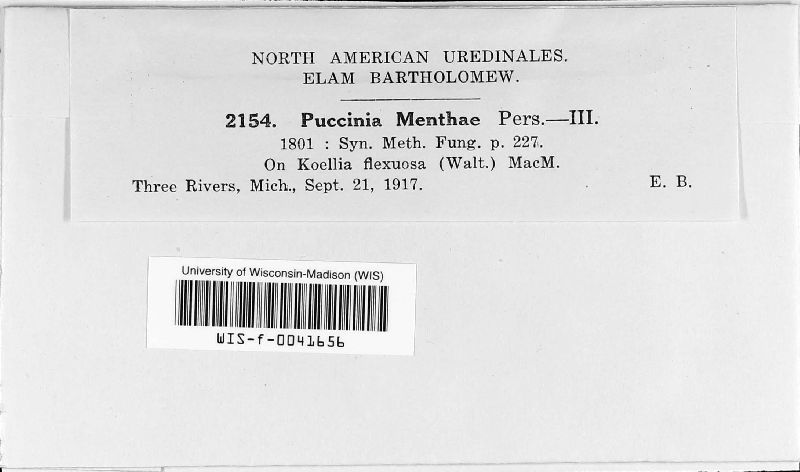 NORTH AMERICAN UREDINALES.
ELAM BARTHOLOMEW.
2154. Puccinia Menthae Pers.—III.
1801 : Syn. Meth. Fung. p. 227.
On Koellia flexuosa (Walt.) MacM.
Three Rivers, Mich., Sept. 21, 1917. E. B.
University of Wisconsin-Madison (WIS)
WIS-f-0041656